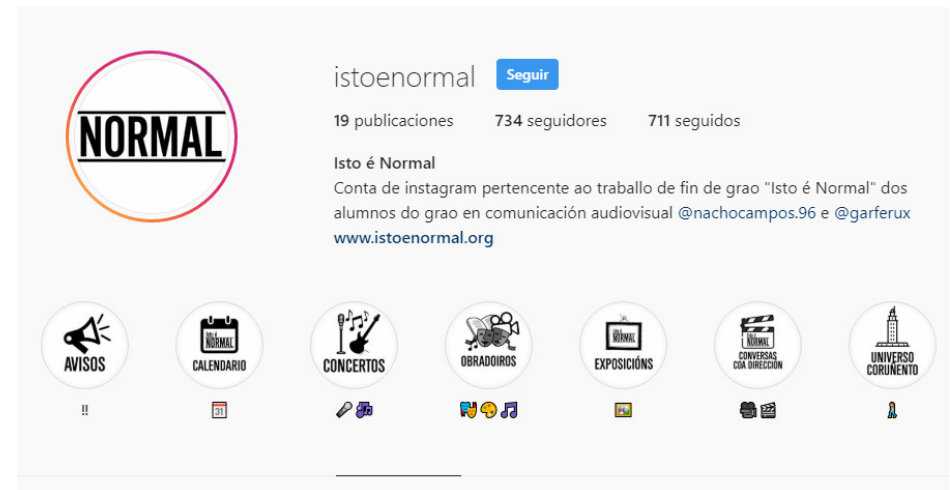 NORMAL
istoenormal Seguir
19 publicaciones 734 seguidores 711 seguidos
Isto é Normal
Conta de instagram pertencente ao traballo de fin de grao "Isto é Normal" dos
alumnos do grao en comunicación audiovisual @nachocampos.96 e @garferux
www.istoenormal.org
AVISOS
NORMAL
CALENDARIO
CONCERTOS
OBRADOIROS
NORMAL
EXPOSICIÓNS
NORMAL
CONVERSAS
COA DIRECCIÓN
UNIVERSO
CORUÑENTO
!!
31